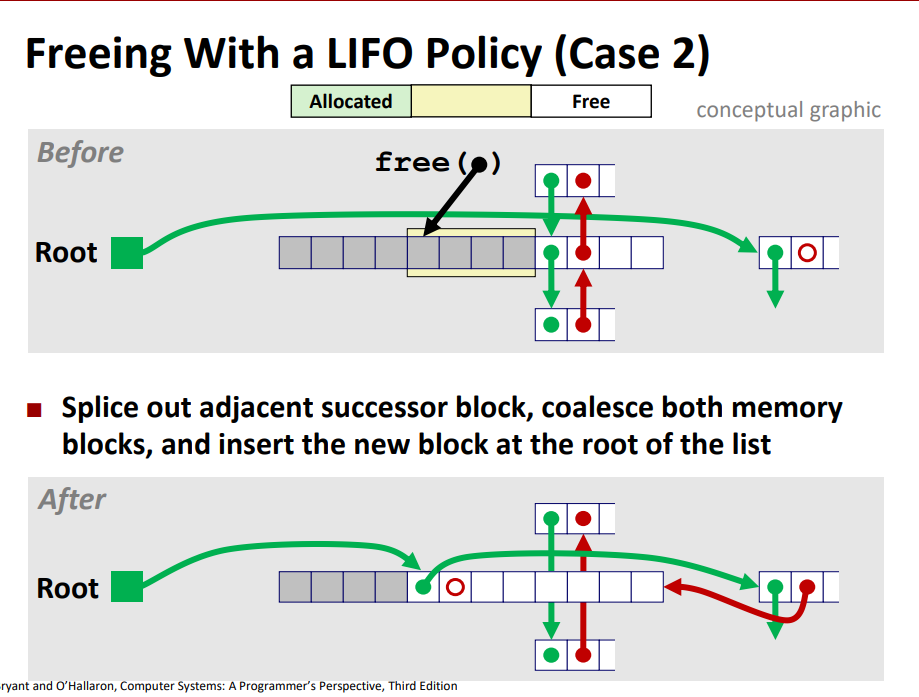 Freeing With a LIFO Policy (Case 2)
Allocated
Free
conceptual graphic
Before
free( )
Root
■ Splice out adjacent successor block, coalesce both memory
blocks, and insert the new block at the root of the list
After
Root
ryant and O'Hallaron, Computer Systems: A Programmer's Perspective, Third Edition